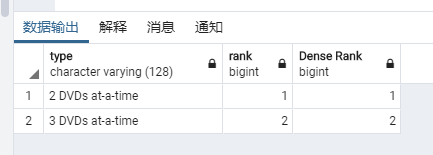 数据输出 解释 消息 通知
type rank Dense Rank
character varying (128) bigint bigint
1 2 DVDs at-a-time 1 1
2 3 DVDs at-a-time 2 2